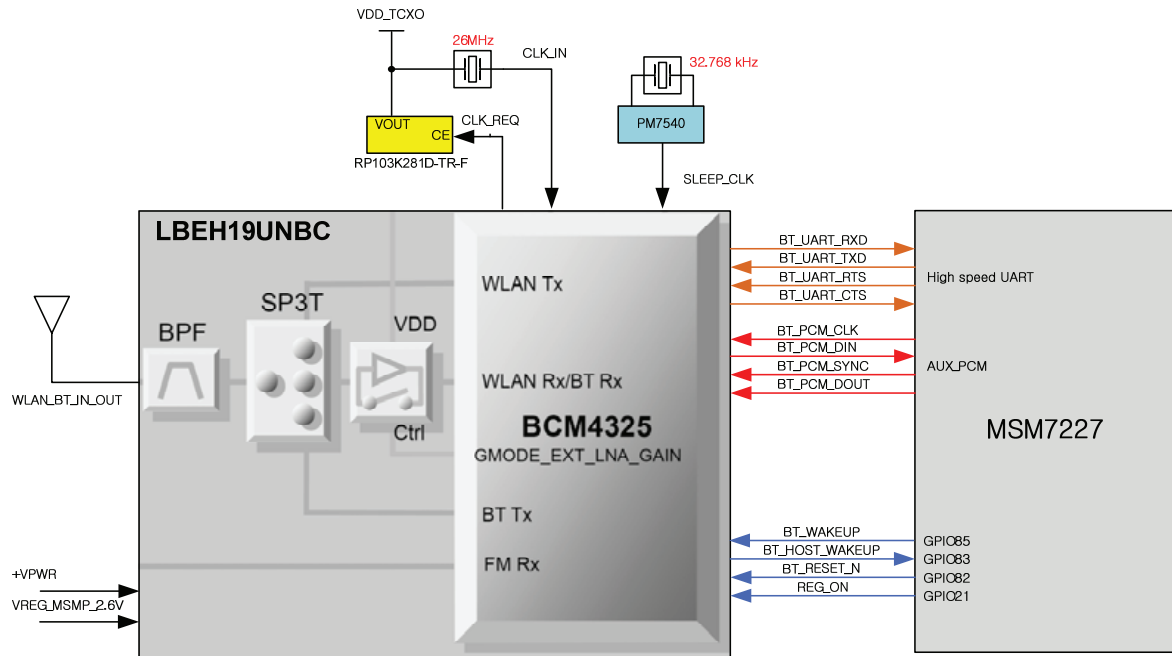 VDD_TCXO
26MHz
CLK_IN
32.768 kHz
VOUT
CLK_REQ
CE
PM7540
RP103K281D-TR-F
SLEEP_CLK
LBEH19UNBC
BT_UART_RXD
BT_UART_TXD
BT_UART_RTS
BT_UART_CTS
High speed UART
WLAN Tx
SP3T
BPF
VDD
BT_PCM_CLK
BT_PCM_DIN
BT_PCM_SYNC
BT_PCM_DOUT
AUX_PCM
WLAN Rx/BT Rx
WLAN_BT_IN_OUT
Ctrl
BCM4325
GMODE_EXT_LNA_GAIN
MSM7227
BT Tx
FM Rx
BT_WAKEUP
GPIO85
BT_HOST_WAKEUP
GPIO83
BT_RESET_N
GPIO82
REG_ON
GPIO21
+VPWR
VREG_MSMP_2.6V